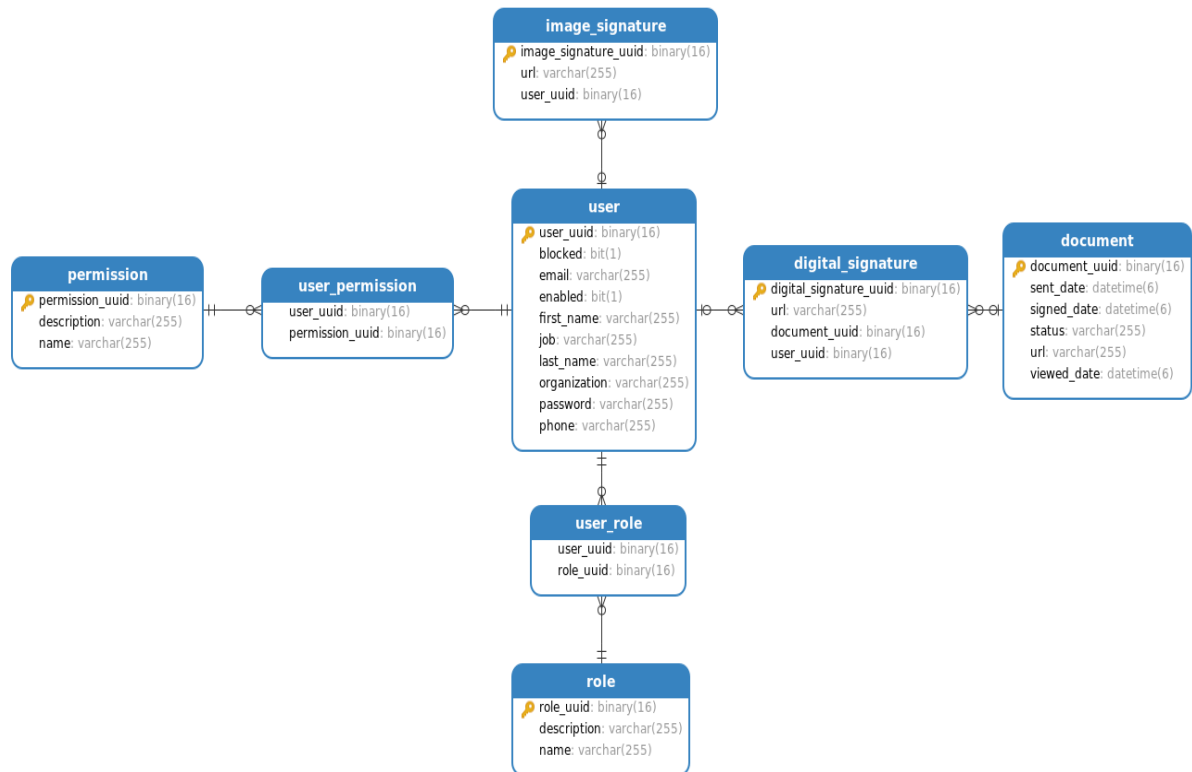 image_signature
image_signature_uuid: binary(16)
url: varchar(255)
user_uuid: binary(16)
user
user_uuid: binary(16)
blocked: bit(1)
email: varchar(255)
enabled: bit(1)
first_name: varchar(255)
job: varchar(255)
last_name: varchar(255)
organization: varchar(255)
password: varchar(255)
phone: varchar(255)
permission
permission_uuid: binary(16)
description: varchar(255)
name: varchar(255)
user_permission
user_uuid: binary(16)
permission_uuid: binary(16)
digital_signature
digital_signature_uuid: binary(16)
url: varchar(255)
document_uuid: binary(16)
user_uuid: binary(16)
document
document_uuid: binary(16)
sent_date: datetime(6)
signed_date: datetime(6)
status: varchar(255)
url: varchar(255)
viewed_date: datetime(6)
user_role
user_uuid: binary(16)
role_uuid: binary(16)
role
role_uuid: binary(16)
description: varchar(255)
name: varchar(255)